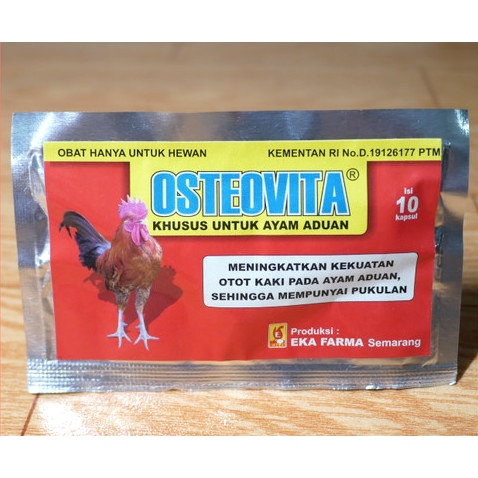 OBAT HANYA UNTUK HEWAN
KEMENTAN RI No.D.19126177 PTM
OSTEOVITA®
KHUSUS UNTUK AYAM ADUAN
Isi
10
kapsul
MENINGKATKAN KEKUATAN
OTOT KAKI PADA AYAM ADUAN,
SEHINGGA MEMPUNYAI PUKULAN
Produksi :
EKA FARMA Semarang